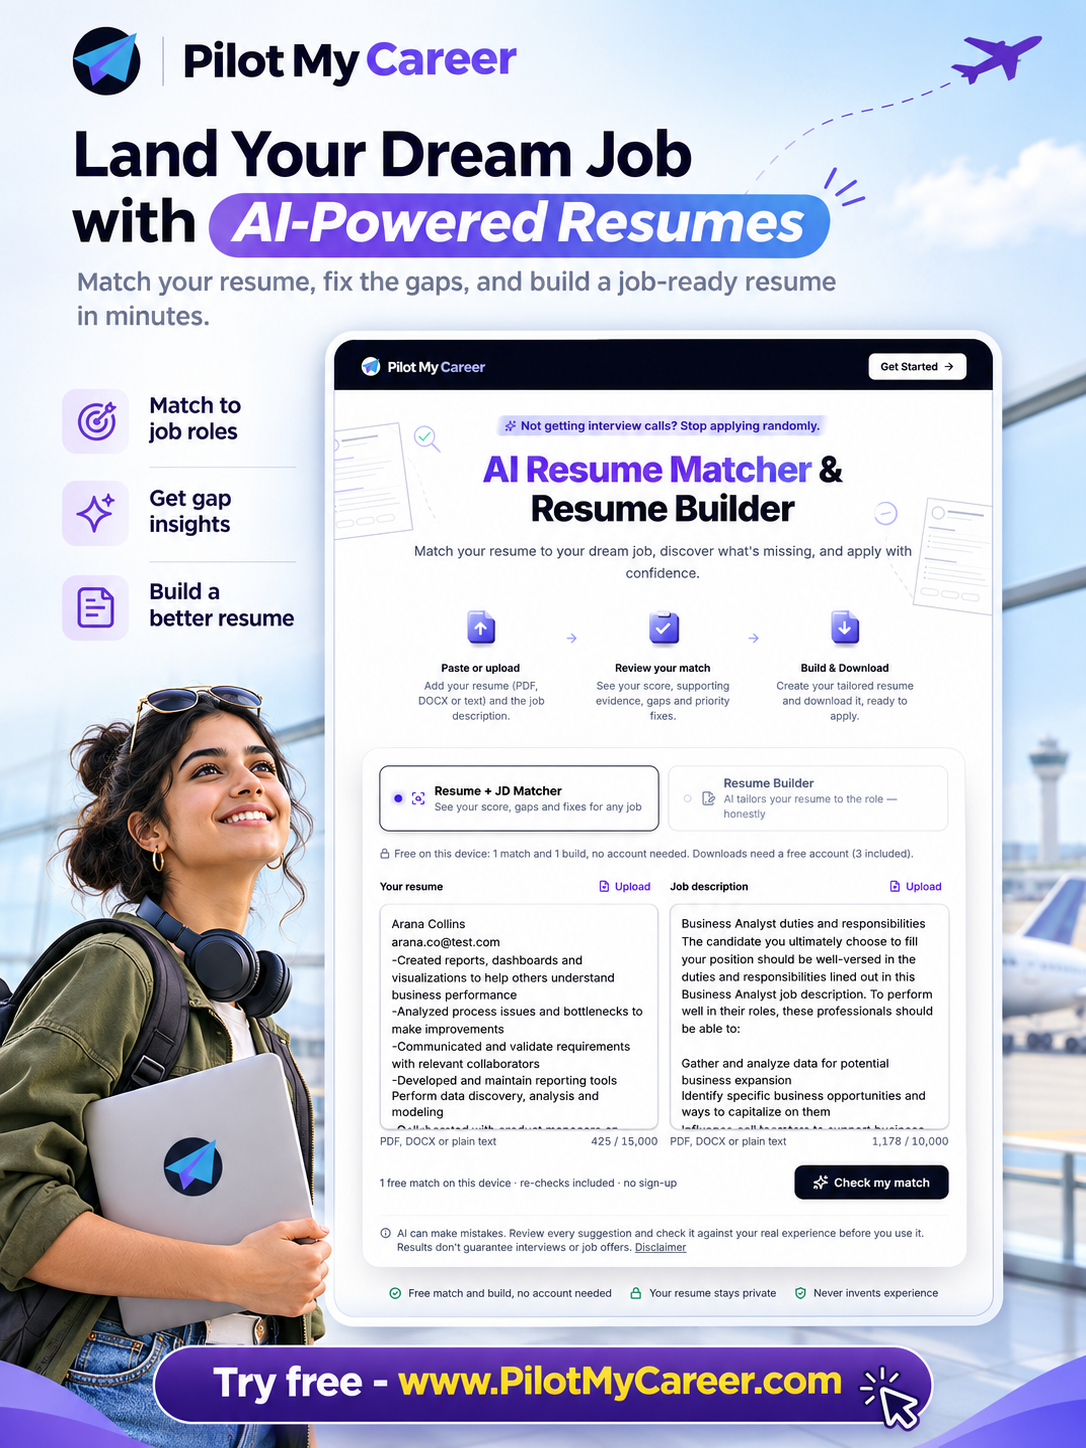 Pilot My Career
Land Your Dream Job
with AI-Powered Resumes
Match your resume, fix the gaps, and build a job-ready resume
in minutes.
Match to
job roles
Get gap
insights
Build a
better resume
Pilot My Career
Get Started →
Not getting interview calls? Stop applying randomly.
AI Resume Matcher &
Resume Builder
Match your resume to your dream job, discover what's missing, and apply with
confidence.
Paste or upload
Add your resume (PDF,
DOCX or text) and the job
description.
Review your match
See your score, supporting
evidence, gaps and priority
fixes.
Build & Download
Create your tailored resume
and download it, ready to
apply.
Resume + JD Matcher
See your score, gaps and fixes for any job
Resume Builder
AI tailors your resume to the role —
honestly
Free on this device: 1 match and 1 build, no account needed. Downloads need a free account (3 included).
Your resume
Upload
Arana Collins
arana.co@test.com
-Created reports, dashboards and
visualizations to help others understand
business performance
-Analyzed process issues and bottlenecks to
make improvements
-Communicated and validate requirements
with relevant collaborators
-Developed and maintain reporting tools
Perform data discovery, analysis and
modeling
PDF, DOCX or plain text
425 / 15,000
Job description
Upload
Business Analyst duties and responsibilities
The candidate you ultimately choose to fill
your position should be well-versed in the
duties and responsibilities lined out in this
Business Analyst job description. To perform
well in their roles, these professionals should
be able to:
Gather and analyze data for potential
business expansion
Identify specific business opportunities and
ways to capitalize on them
PDF, DOCX or plain text
1,178 / 10,000
1 free match on this device · re-checks included · no sign-up
Check my match
AI can make mistakes. Review every suggestion and check it against your real experience before you use it.
Results don't guarantee interviews or job offers. Disclaimer
Free match and build, no account needed
Your resume stays private
Never invents experience
Try free - www.PilotMyCareer.com